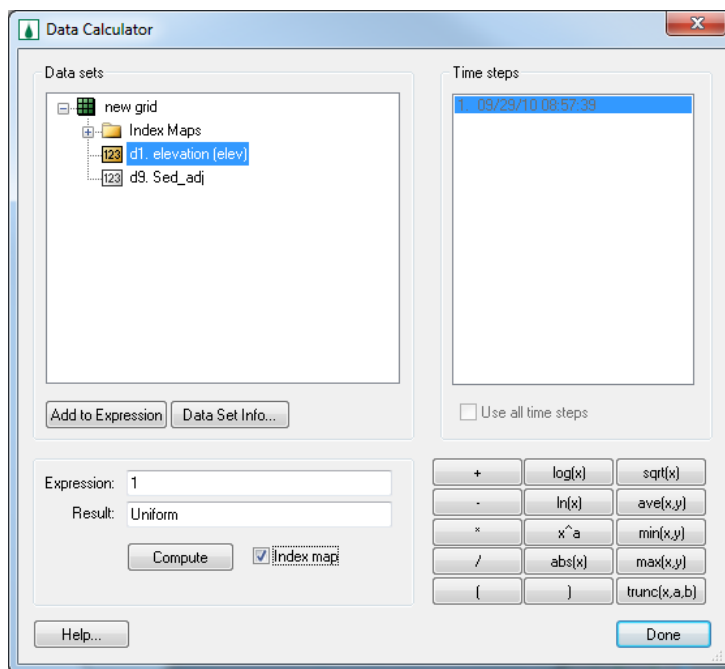 Data Calculator
Data sets
new grid
Index Maps
123 d1. elevation (elev)
123 d9. Sed_adj
Add to Expression Data Set Info...
Time steps
1. 09/29/10 08:57:39
Use all time steps
Expression: 1
Result: Uniform
Compute Index map
+ log(x) sqrt(x)
- ln(x) ave(x,y)
* x^a min(x,y)
/ abs(x) max(x,y)
( ) trunc(x,a,b)
Help... Done